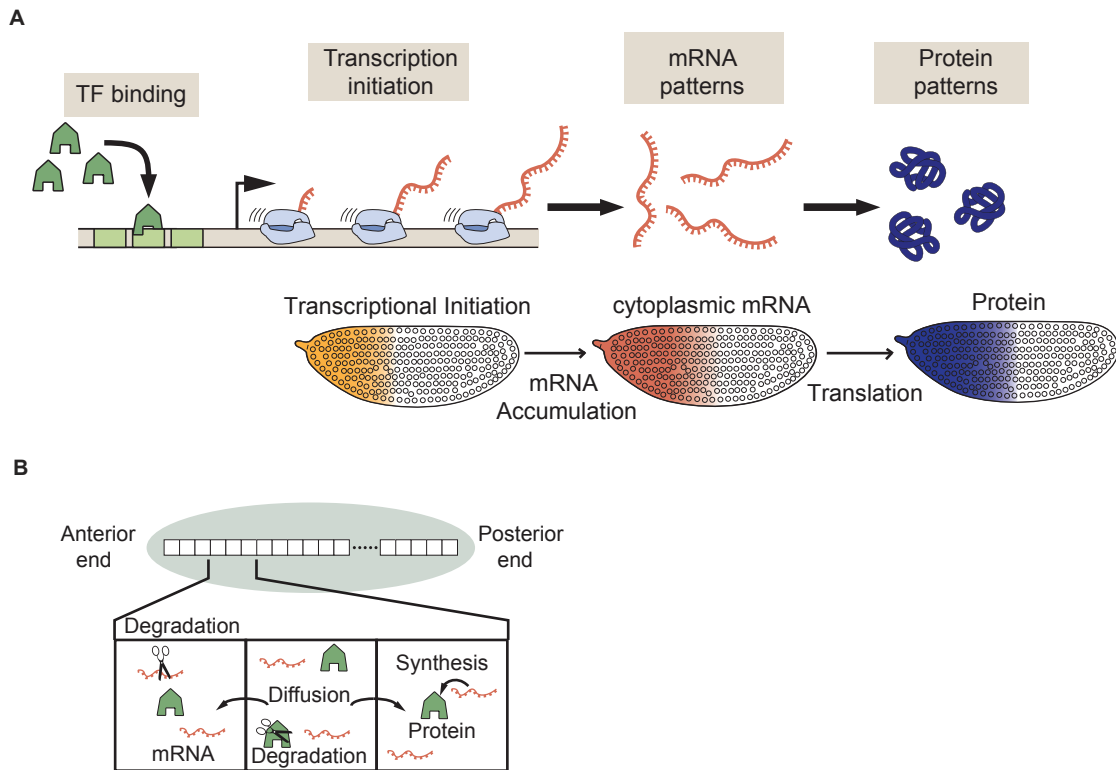 A
TF binding
Transcription
initiation
mRNA
patterns
Protein
patterns
Transcriptional Initiation
cytoplasmic mRNA
Protein
mRNA
Accumulation
Translation
B
Anterior
end
Posterior
end
Degradation
mRNA
Diffusion
Degradation
Synthesis
Protein